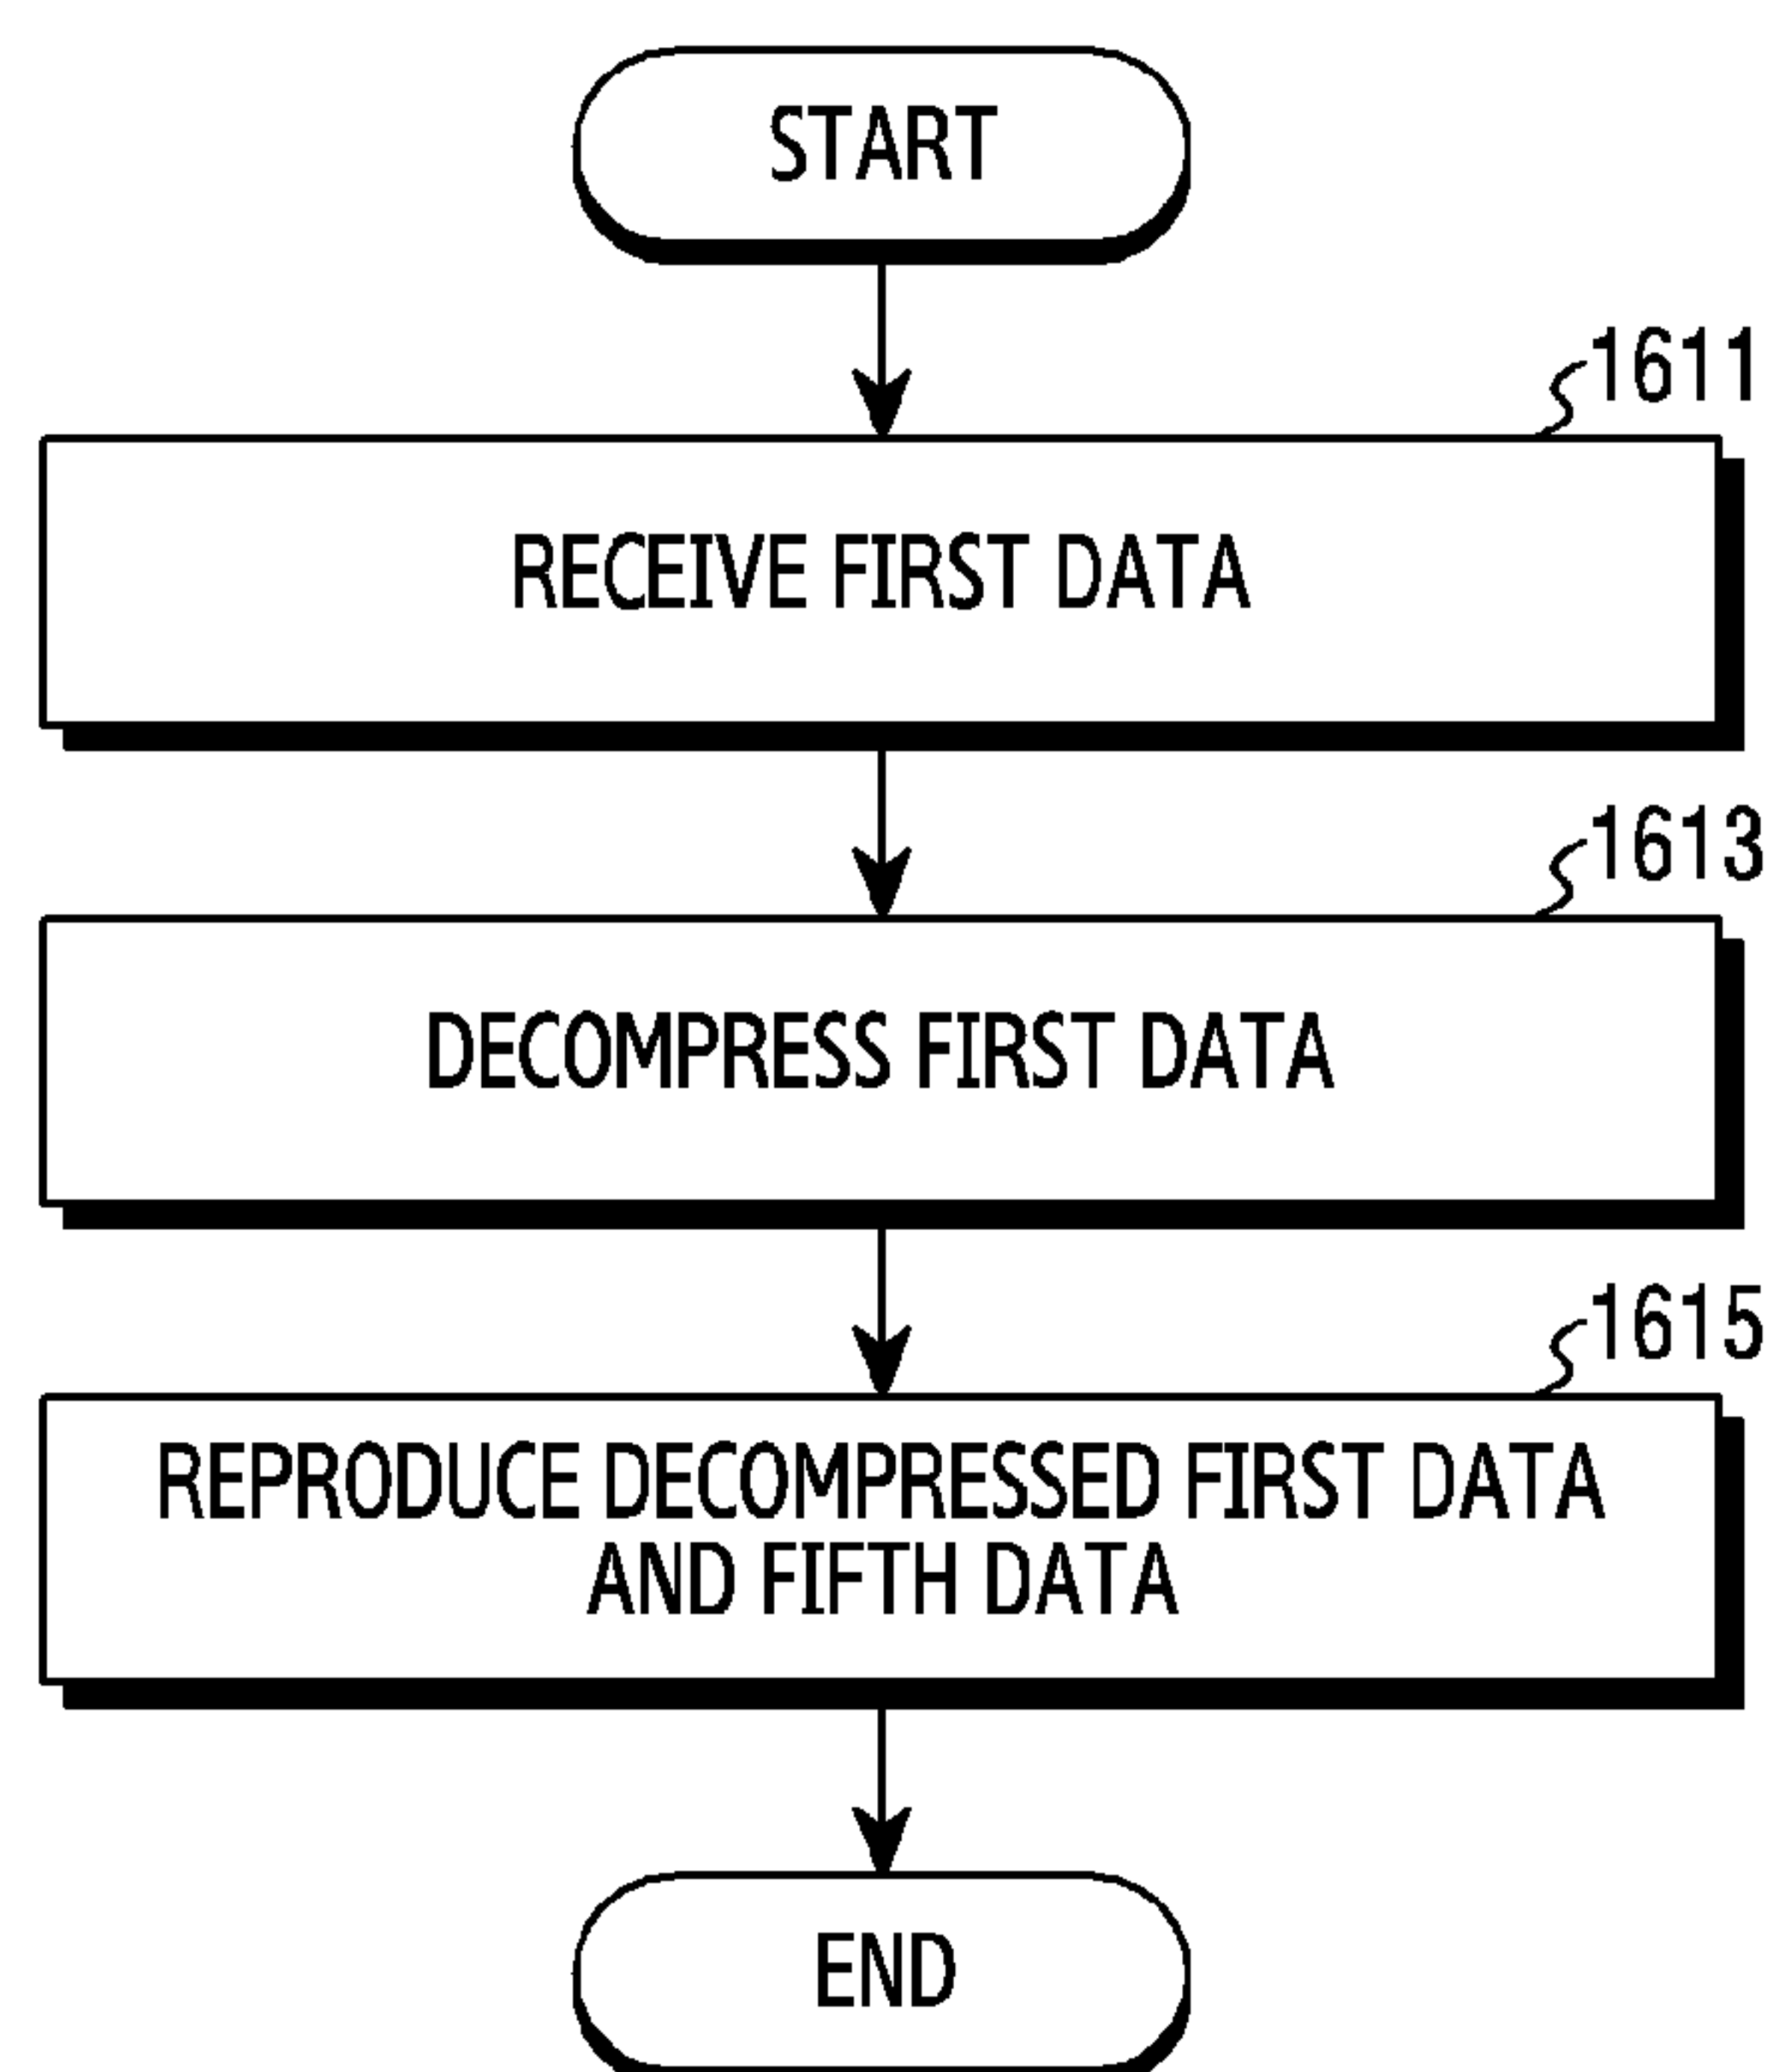 START
1611
RECEIVE FIRST DATA
1613
DECOMPRESS FIRST DATA
1615
REPRODUCE DECOMPRESSED FIRST DATA
AND FIFTH DATA
END